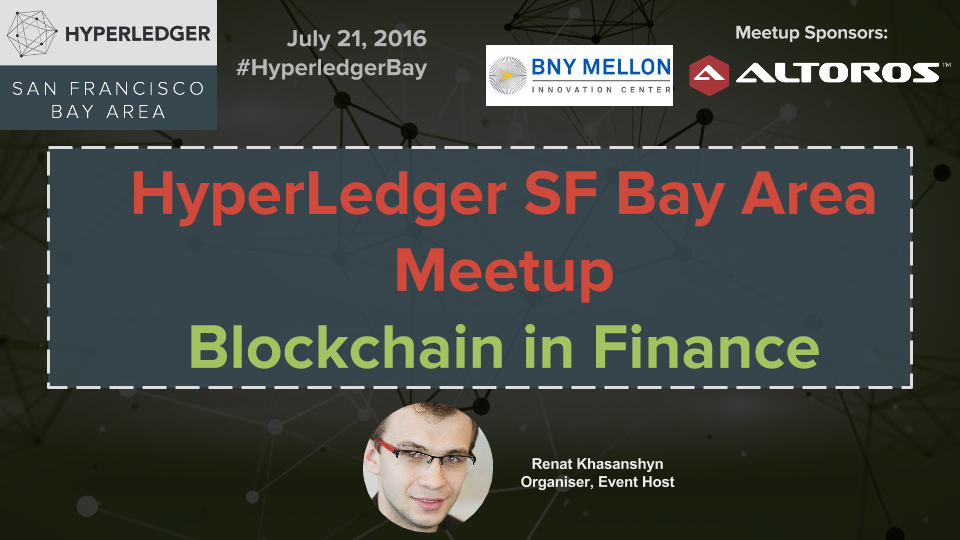 HYPERLEDGER
SAN FRANCISCO
BAY AREA
July 21, 2016
#HyperledgerBay
BNY MELLON
INNOVATION CENTER
Meetup Sponsors:
ALTOROS™
HyperLedger SF Bay Area
Meetup
Blockchain in Finance
Renat Khasanshyn
Organiser, Event Host